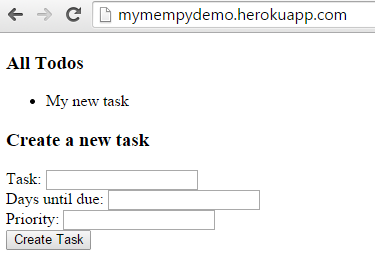 mymempydemo.herokuapp.com
All Todos
My new task
Create a new task
Task:
Days until due:
Priority:
Create Task